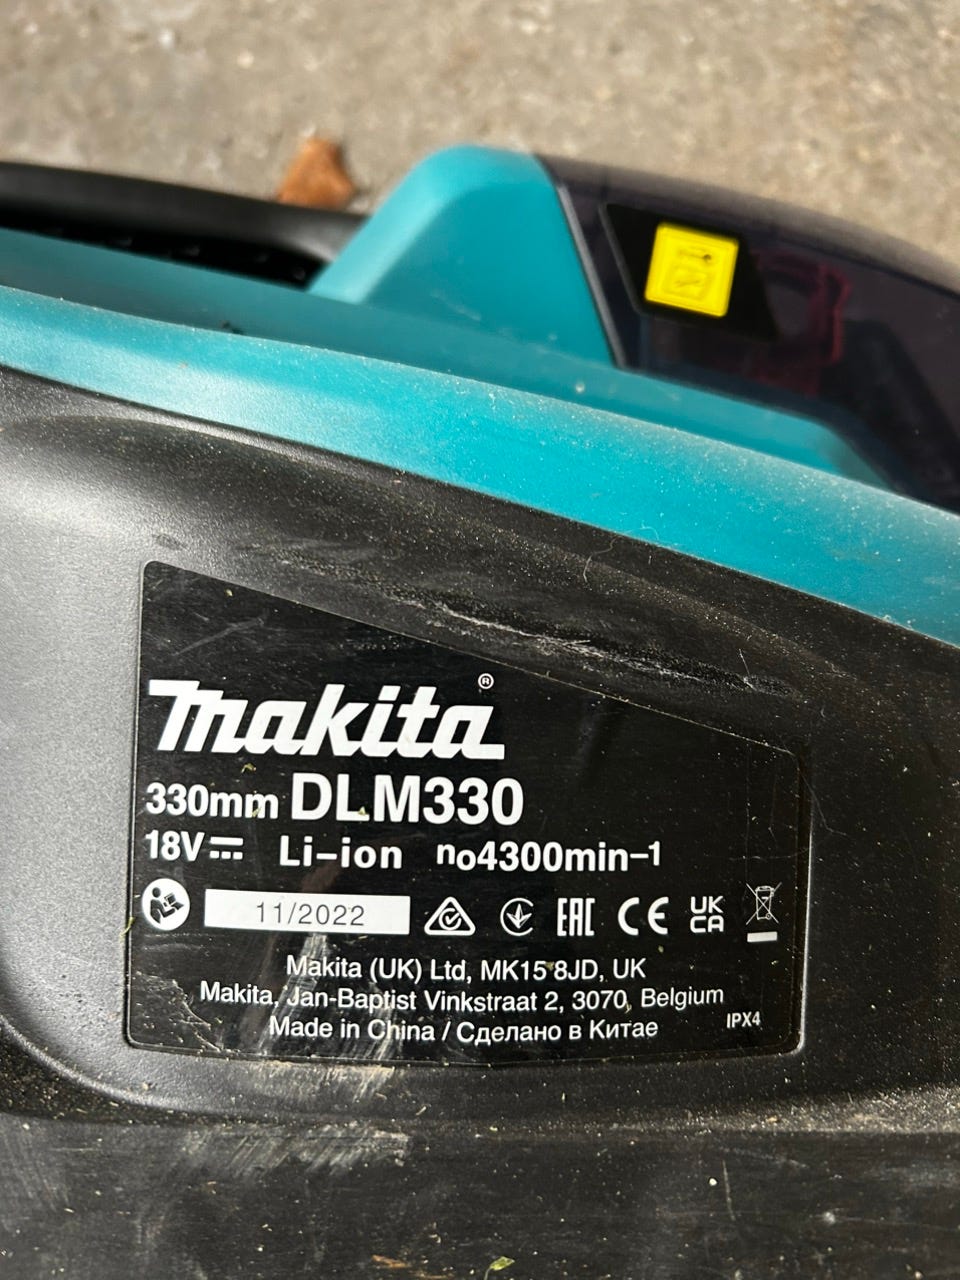 makita®
330mm DLM330
18V Li-ion no4300min-1
11/2022 EAC CE UK CA
Makita (UK) Ltd, MK15 8JD, UK
Makita, Jan-Baptist Vinkstraat 2, 3070, Belgium
Made in China / Сделано в Китае
IPX4